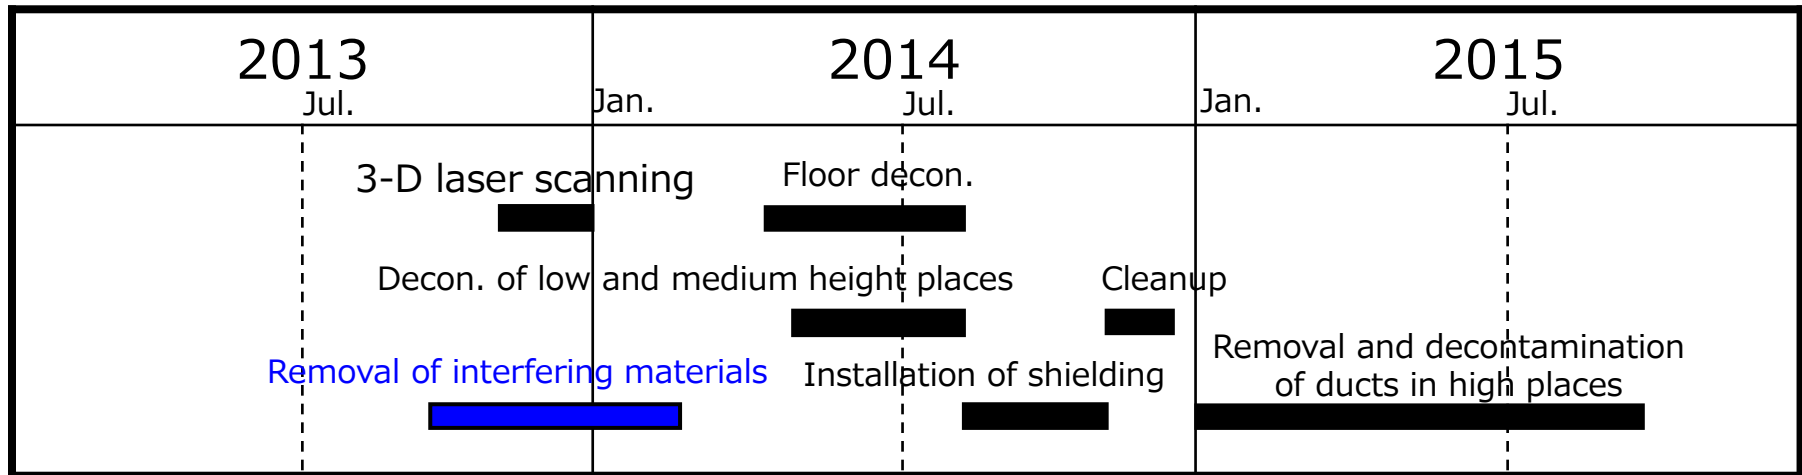 2013
2014
2015
Jul.
Jan.
Jul.
Jan.
Jul.
3-D laser scanning
Floor decon.
Decon. of low and medium height places
Cleanup
Removal of interfering materials
Installation of shielding
Removal and decontamination
of ducts in high places